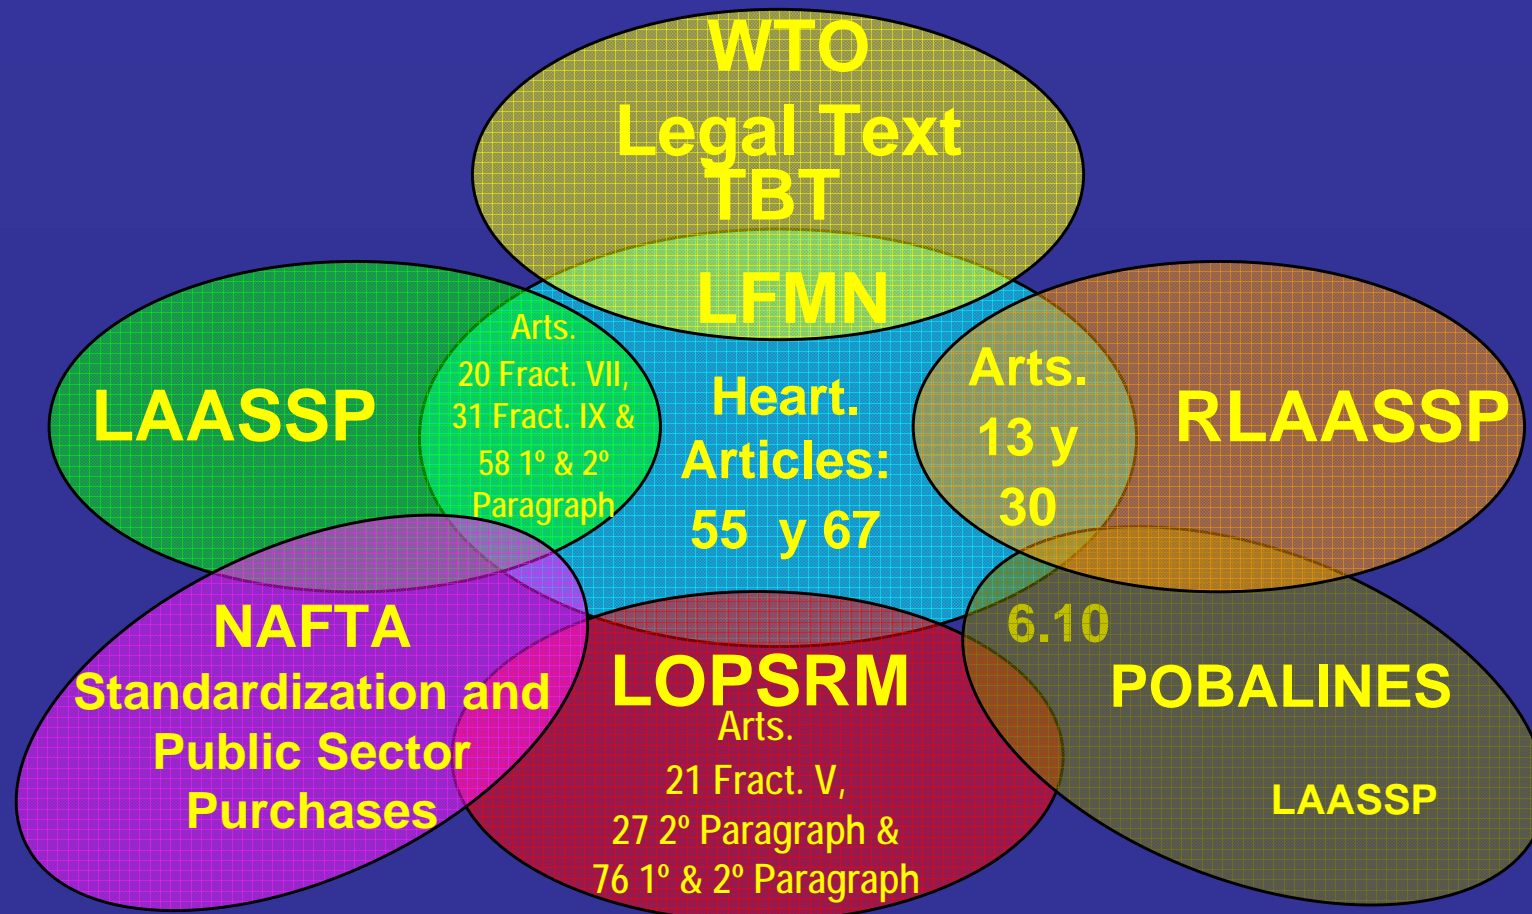 WTO
Legal Text
TBT
LFMN
LAASSP
Arts.
20 Fract. VII,
31 Fract. IX &
58 1º & 2º
Paragraph
Heart.
Articles:
55 y 67
Arts.
13 y
30
RLAASSP
NAFTA
Standardization and
Public Sector
Purchases
LOPSRM
Arts.
21 Fract. V,
27 2º Paragraph &
76 1º & 2º Paragraph
6.10
POBALINES
LAASSP